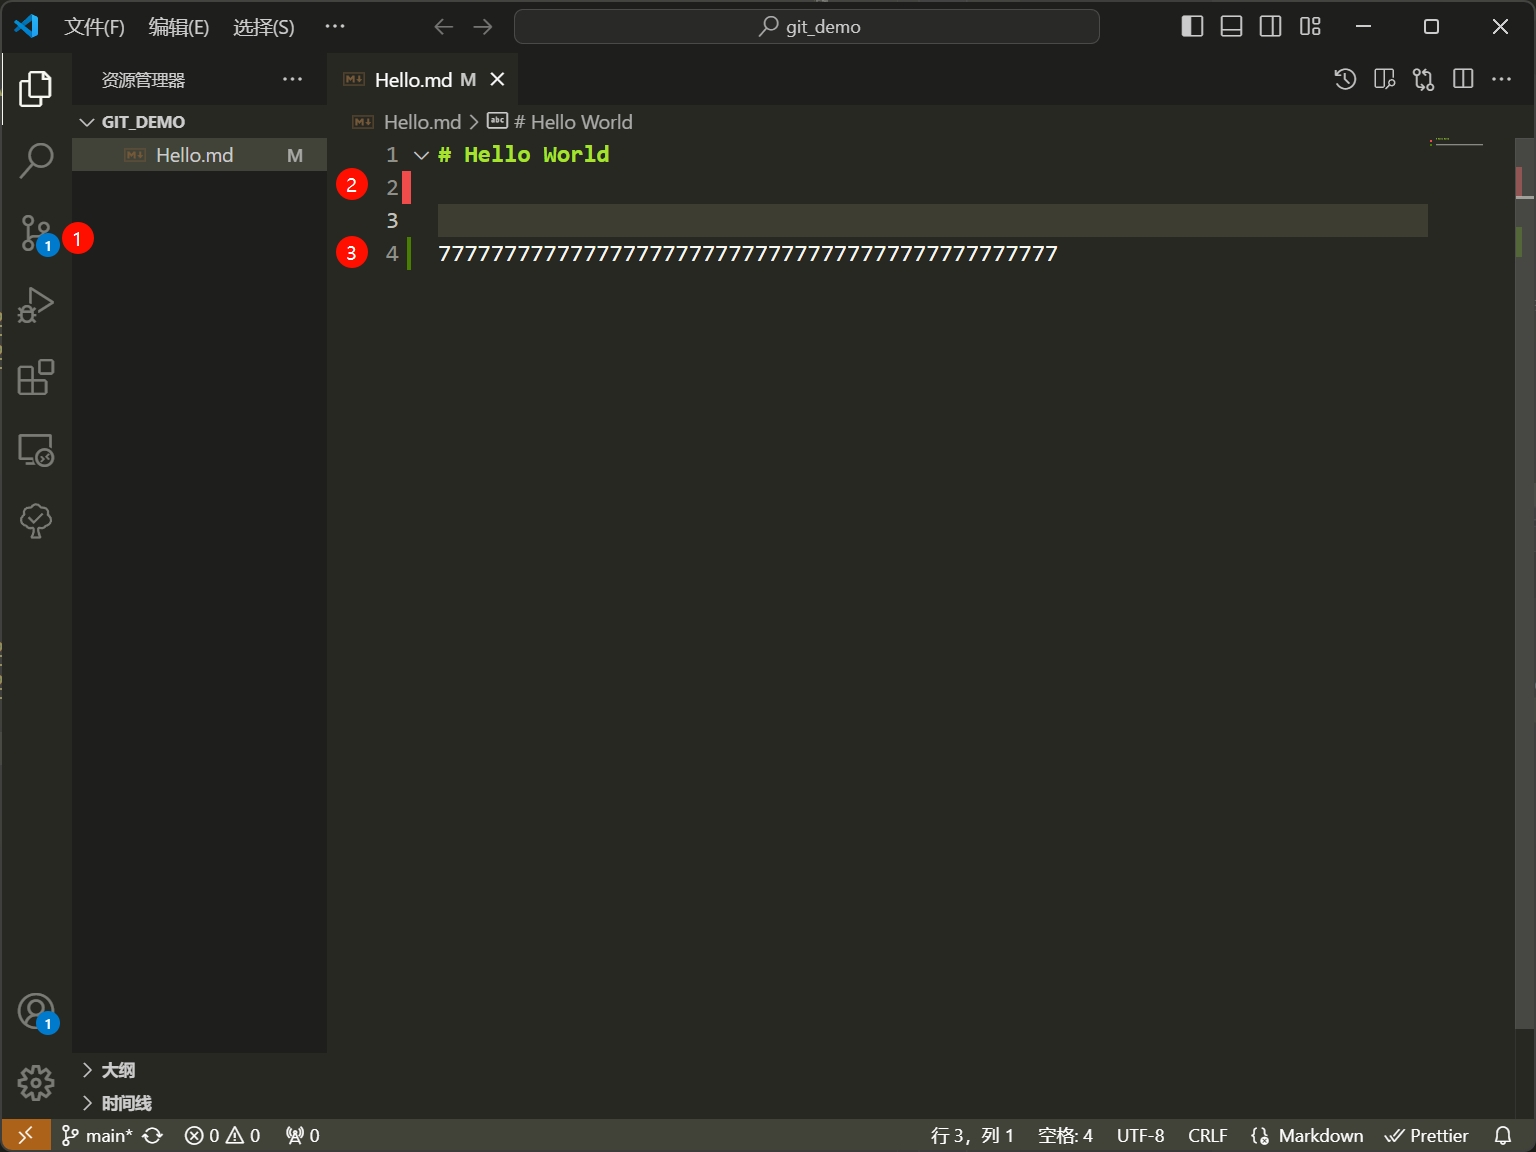 文件(F) 编辑(E) 选择(S) ··· git_demo
资源管理器 ···
Hello.md M
GIT_DEMO
Hello.md M
Hello.md > # Hello World
1 # Hello World
2 2
3
3 4 77777777777777777777777777777777777777777777777
1 1
1
大纲
时间线
main* 0 0 0 行 3，列 1 空格: 4 UTF-8 CRLF Markdown Prettier